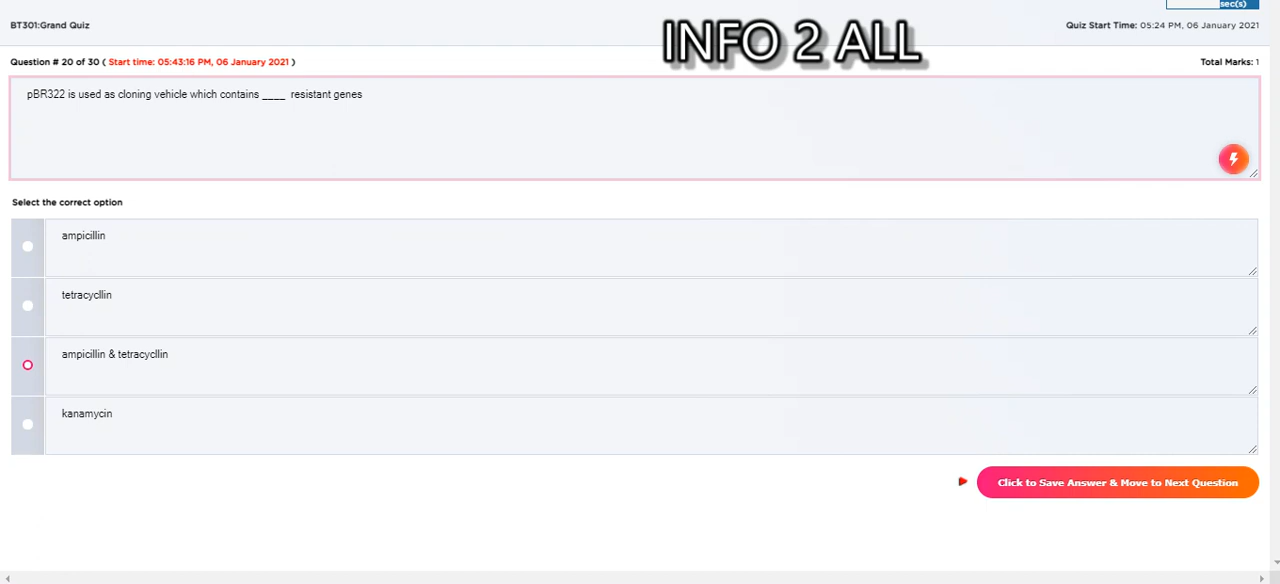 sec(s)
BT301:Grand Quiz
INFO 2 ALL
Quiz Start Time: 05:24 PM, 06 January 2021
Question # 20 of 30 ( Start time: 05:43:16 PM, 06 January 2021 )
Total Marks: 1
pBR322 is used as cloning vehicle which contains ____ resistant genes
Select the correct option
ampicillin
tetracycllin
ampicillin & tetracycllin
kanamycin
Click to Save Answer & Move to Next Question